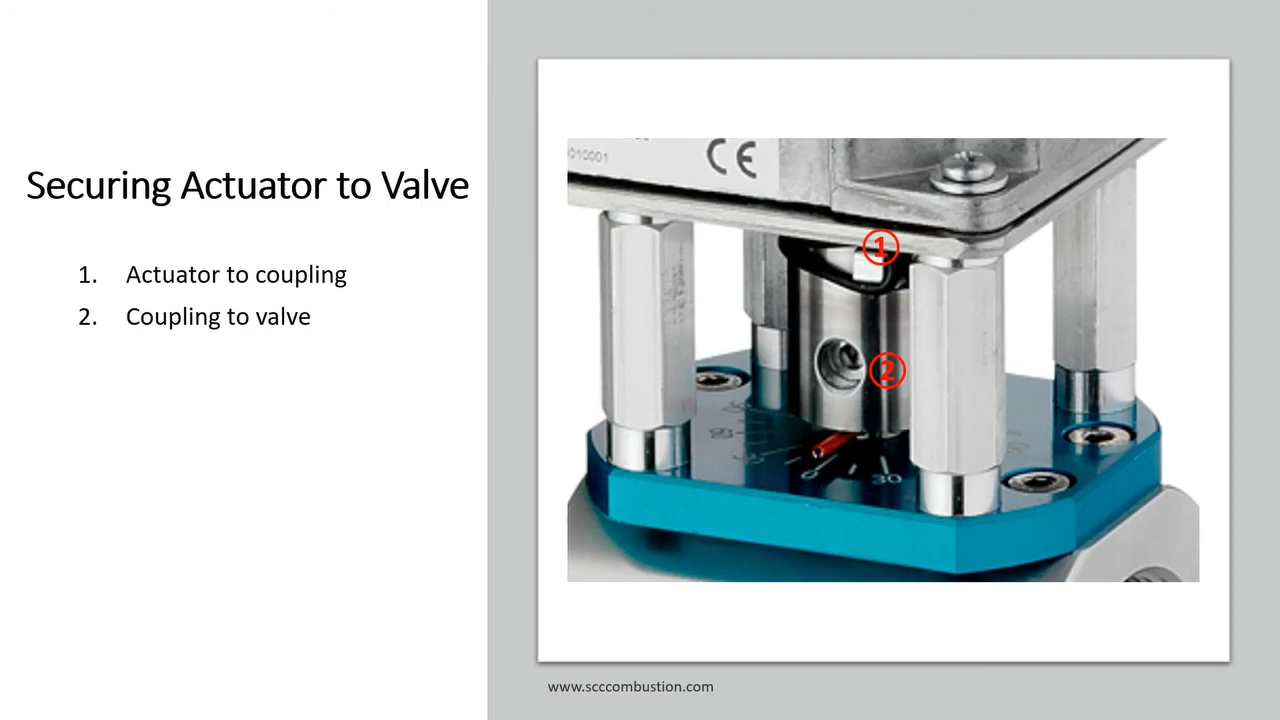 Securing Actuator to Valve
1. Actuator to coupling
2. Coupling to valve
CE
①
②
0
30
www.scccombustion.com